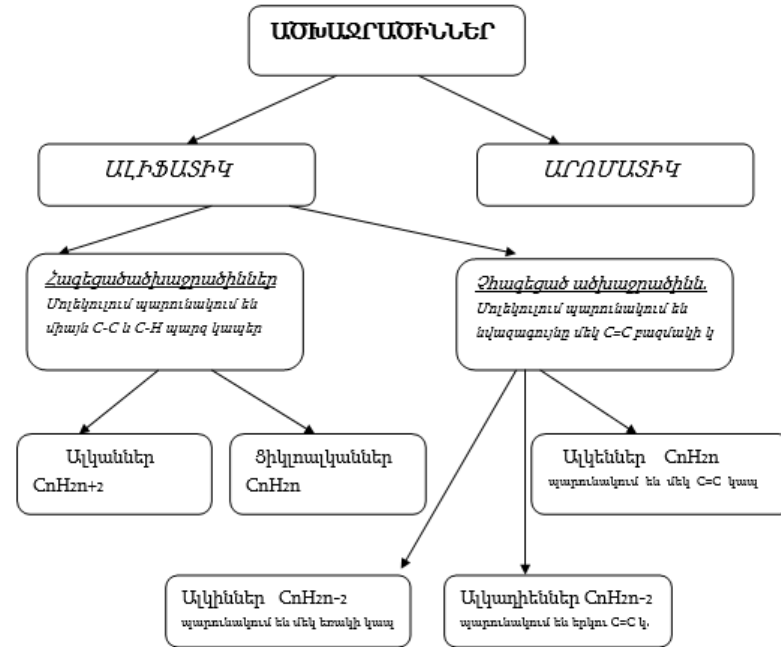 ԱԾԽԱՋՐԱԾԻՆՆԵՐ
ԱԼԻՖԱՏԻԿ
ԱՐՈՄԱՏԻԿ
Հագեցածածխաջրածիններ
Մոլեկուլում պարունակում են
միայն C-C և C-H պարզ կապեր
Չհագեցած ածխաջրածինն.
Մոլեկուլում պարունակում են
նվազագույնը մեկ C=C բազմակի կ
Ալկաններ
CnH2n+2
Ցիկլոալկաններ
CnH2n
Ալկեններ CnH2n
պարունակում են մեկ C=C կապ
Ալկիններ CnH2n-2
պարունակում են մեկ եռակի կապ
Ալկադիեններ CnH2n-2
պարունակում են երկու C=C կ.